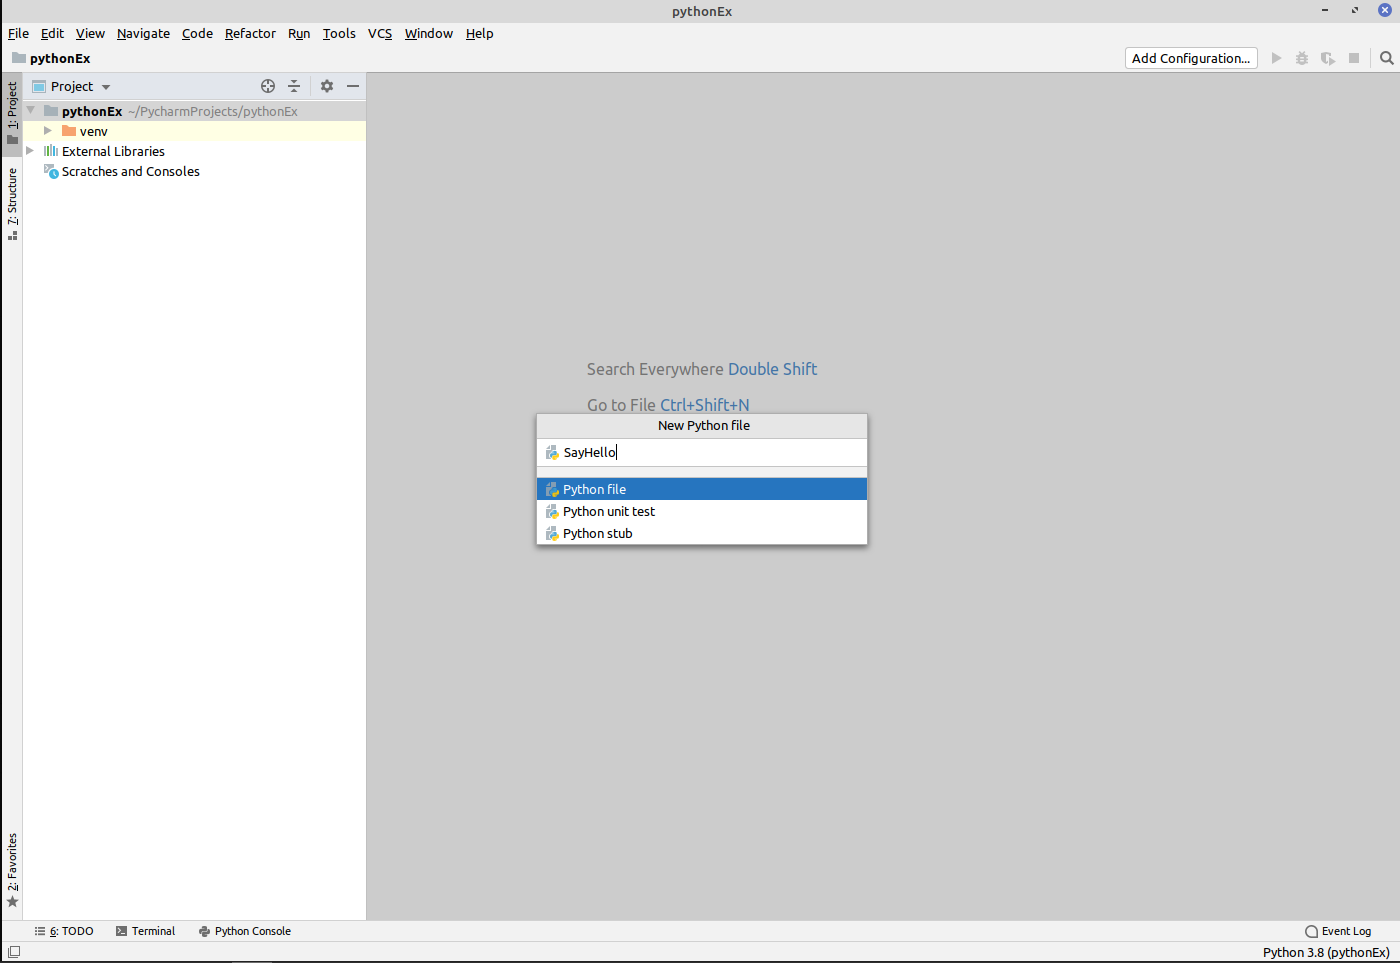 pythonEx
File Edit View Navigate Code Refactor Run Tools VCS Window Help
pythonEx
Add Configuration...
1: Project
Project
pythonEx ~/PycharmProjects/pythonEx
venv
External Libraries
Scratches and Consoles
7: Structure
Search Everywhere Double Shift
Go to File Ctrl+Shift+N
New Python file
SayHello
Python file
Python unit test
Python stub
2: Favorites
6: TODO Terminal Python Console Event Log
Python 3.8 (pythonEx)